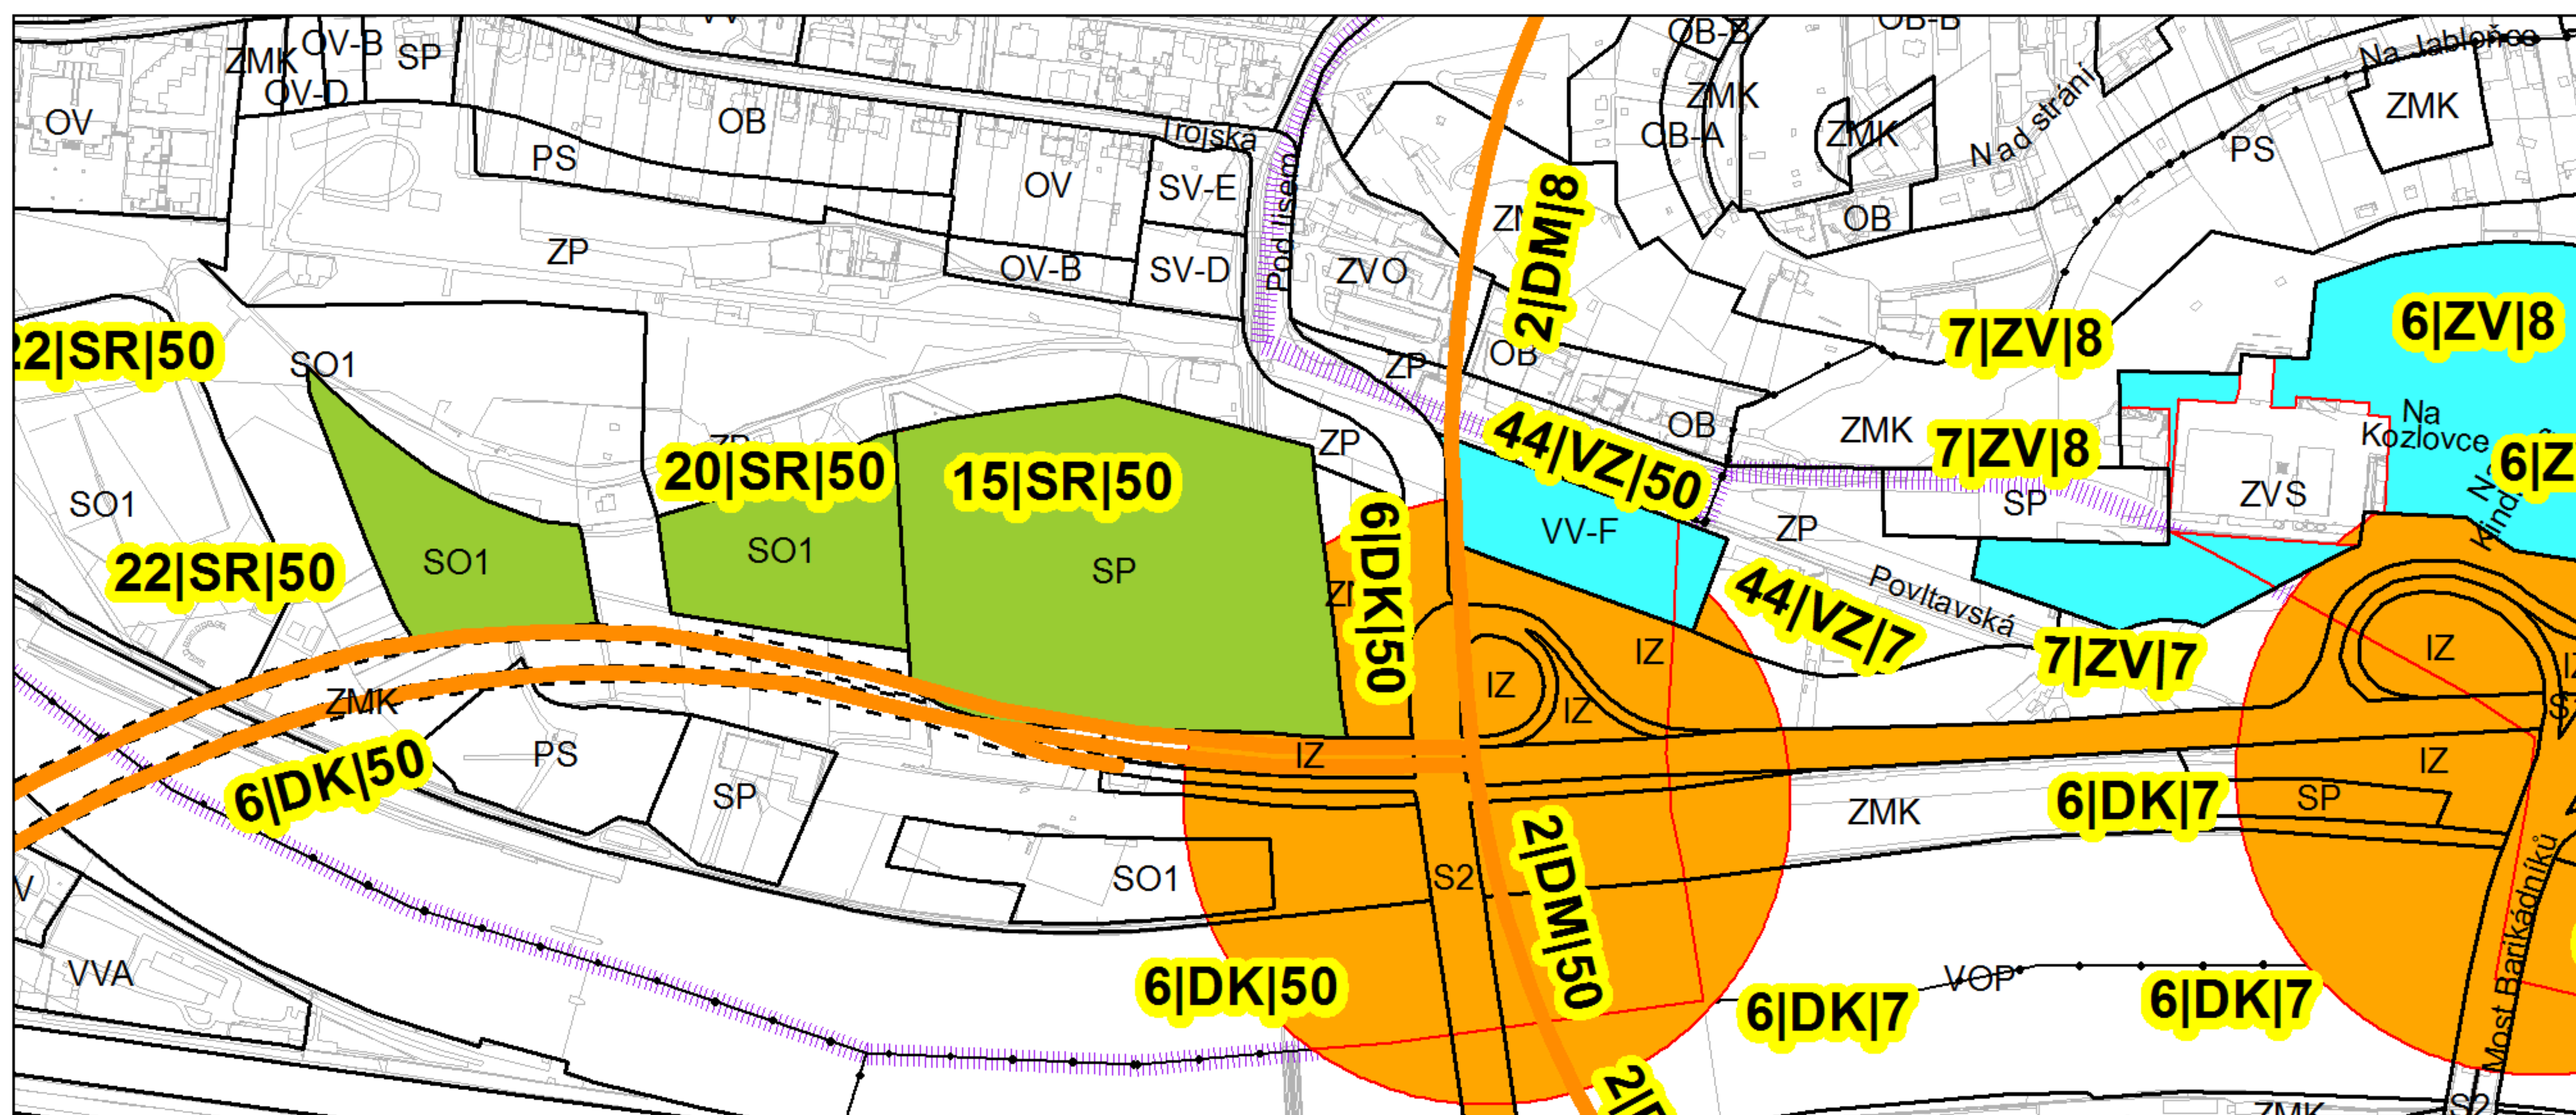 OB-B
OB-B
Na Jabloňce
OV-B
SP
ZMK
OV-D
ZMK
ZMK
OV
OB
Trojská
OB-A
ZMK
Nad strání
PS
PS
OV
SV-E
Pod lisem
2|DM|8
OB
ZP
OV-B
SV-D
ZVO
22|SR|50
SO1
ZP
OB
7|ZV|8
6|ZV|8
ZP
OB
ZMK
7|ZV|8
Na
Kozlovce
20|SR|50
15|SR|50
44|VZ|50
SO1
6|DK|50
VV-F
ZP
SP
ZVS
22|SR|50
SO1
SO1
SP
44|VZ|7
Povltavská
7|ZV|7
IZ
IZ
IZ
IZ
ZMK
6|DK|50
PS
SP
IZ
IZ
6|DK|7
SP
ZMK
SO1
S2
2|DM|50
Most Barikádníků
VVA
6|DK|50
6|DK|7
VOP
6|DK|7
S2
ZMK